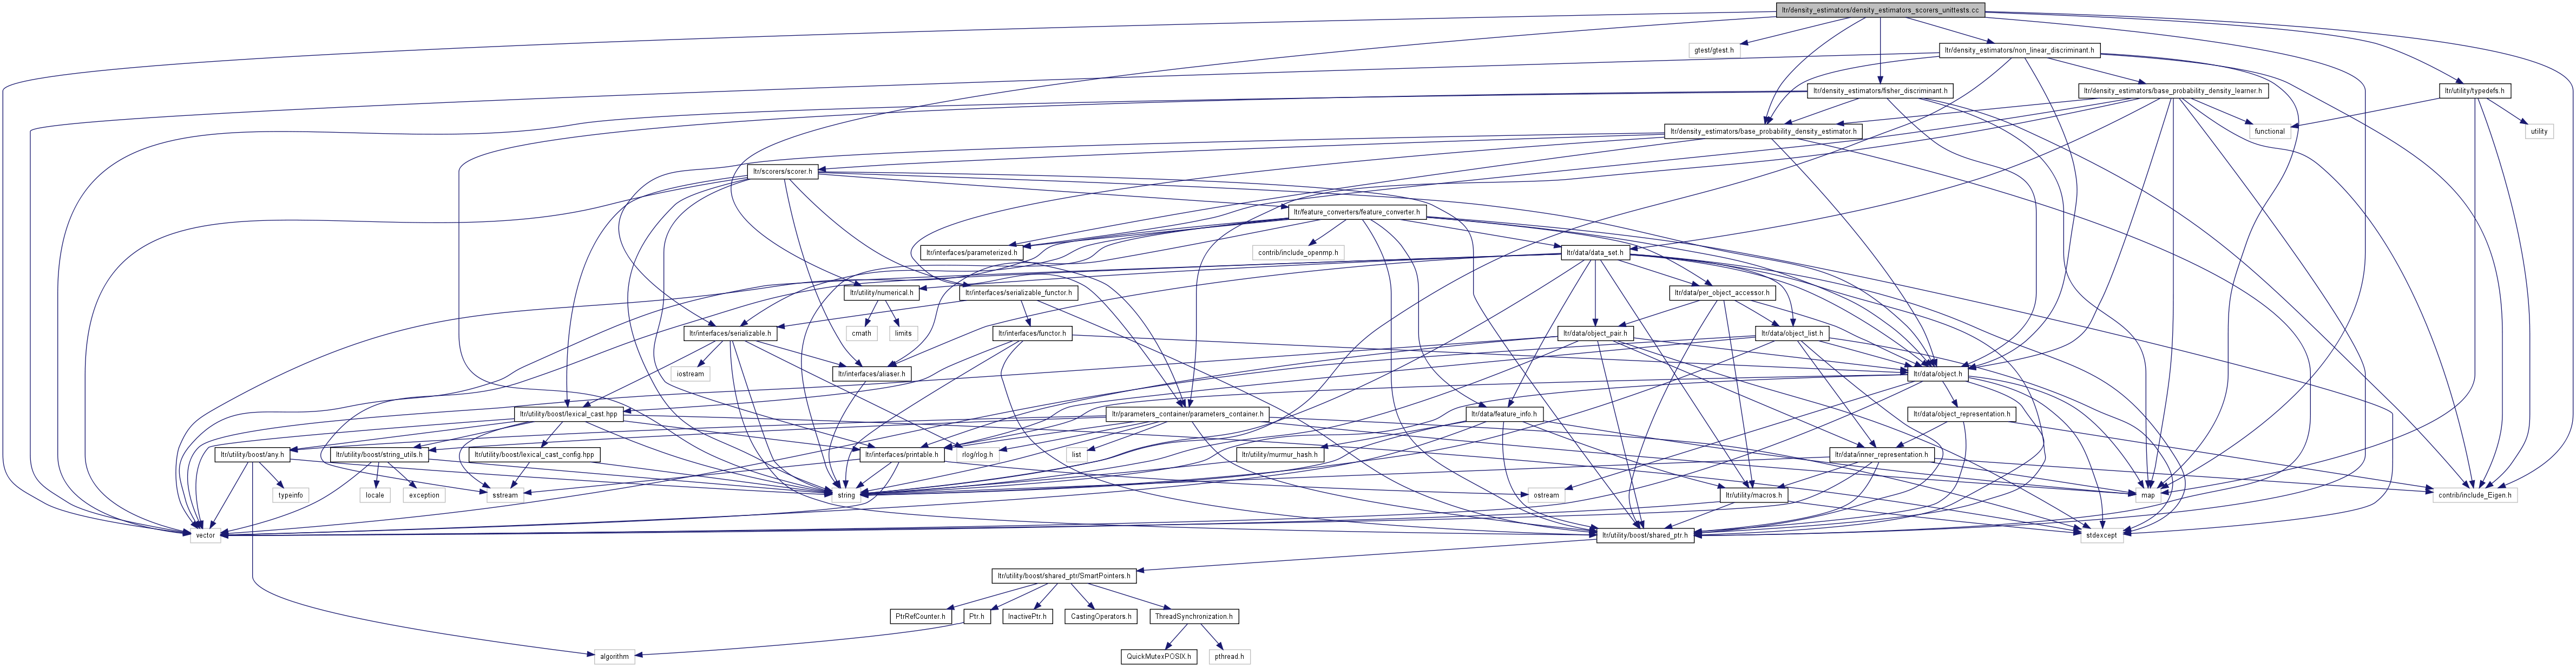 ltr/density_estimators/density_estimators_scorers_unittests.cc
gtest/gtest.h
ltr/density_estimators/non_linear_discriminant.h
ltr/density_estimators/fisher_discriminant.h
ltr/density_estimators/base_probability_density_learner.h
ltr/utility/typedefs.h
ltr/density_estimators/base_probability_density_estimator.h
functional
utility
ltr/scorers/scorer.h
ltr/feature_converters/feature_converter.h
ltr/interfaces/parameterized.h
contrib/include_openmp.h
ltr/data/data_set.h
ltr/utility/numerical.h
ltr/interfaces/serializable_functor.h
ltr/data/per_object_accessor.h
ltr/interfaces/serializable.h
cmath
limits
ltr/interfaces/functor.h
ltr/data/object_pair.h
ltr/data/object_list.h
iostream
ltr/interfaces/aliaser.h
ltr/data/object.h
ltr/utility/boost/lexical_cast.hpp
ltr/parameters_container/parameters_container.h
ltr/data/feature_info.h
ltr/data/object_representation.h
ltr/utility/boost/any.h
ltr/utility/boost/string_utils.h
ltr/utility/boost/lexical_cast_config.hpp
ltr/interfaces/printable.h
rlog/rlog.h
list
ltr/utility/murmur_hash.h
ltr/data/inner_representation.h
typeinfo
locale
exception
sstream
string
ostream
ltr/utility/macros.h
map
contrib/include_Eigen.h
vector
ltr/utility/boost/shared_ptr.h
stdexcept
ltr/utility/boost/shared_ptr/SmartPointers.h
PtrRefCounter.h
Ptr.h
InactivePtr.h
CastingOperators.h
ThreadSynchronization.h
algorithm
QuickMutexPOSIX.h
pthread.h